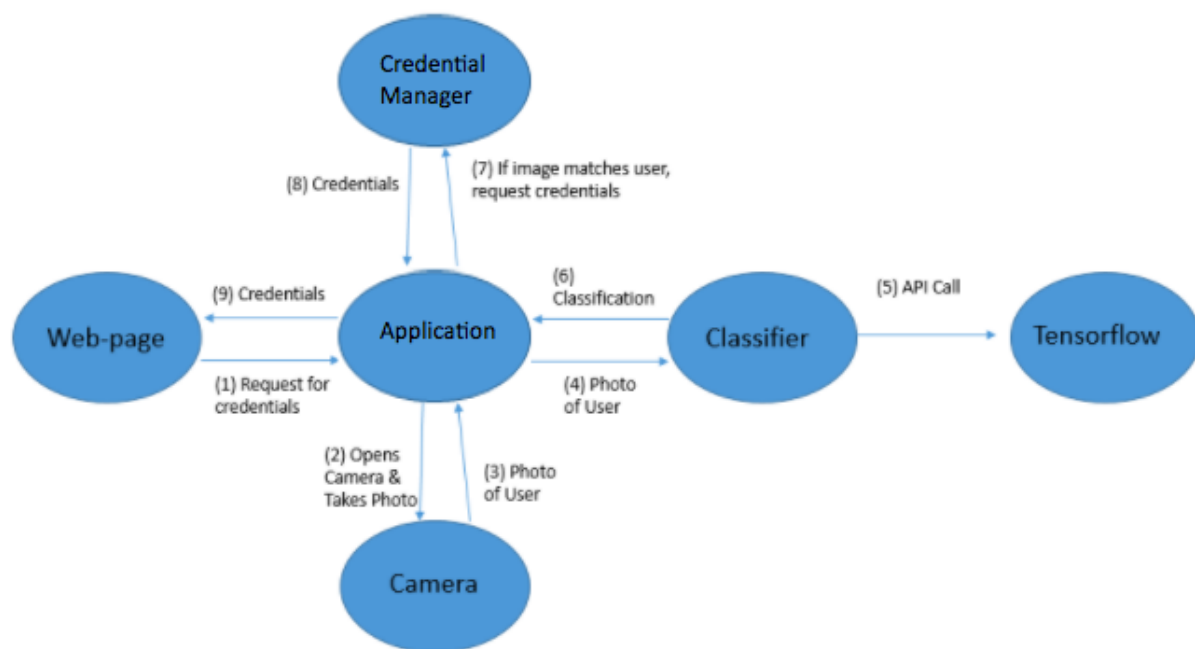 Credential
Manager
(8) Credentials
(7) If image matches user,
request credentials
Web-page
(9) Credentials
(1) Request for
credentials
Application
(6)
Classification
(4) Photo
of User
Classifier
(5) API Call
Tensorflow
(2) Opens
Camera &
Takes Photo
(3) Photo
of User
Camera